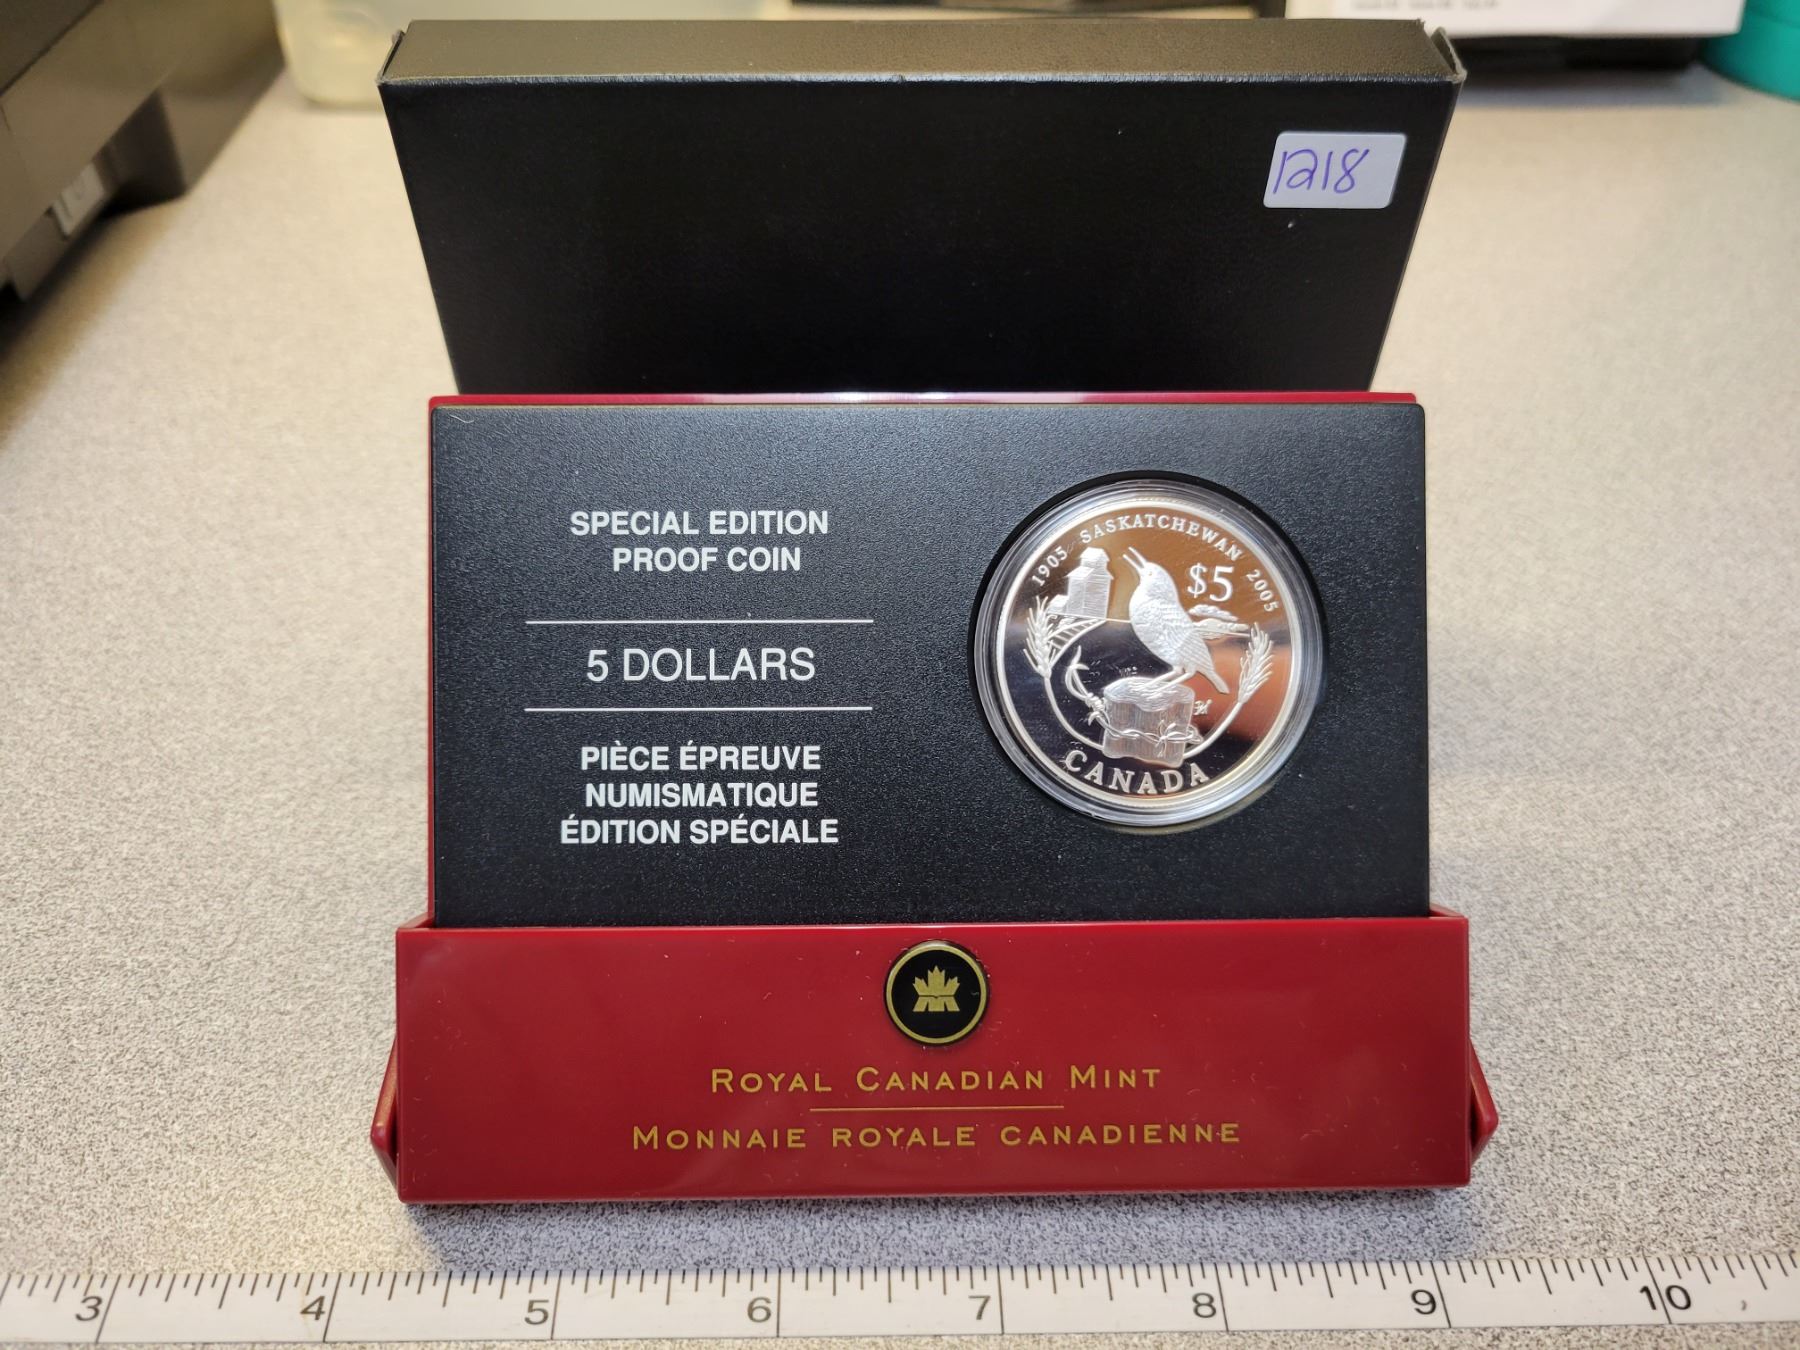 1218
SPECIAL EDITION
PROOF COIN
5 DOLLARS
PIÈCE ÉPREUVE
NUMISMATIQUE
ÉDITION SPÉCIALE
1905 SASKATCHEWAN 2005
$5
CANADA
ROYAL CANADIAN MINT
MONNAIE ROYALE CANADIENNE
3 4 5 6 7 8 9 10